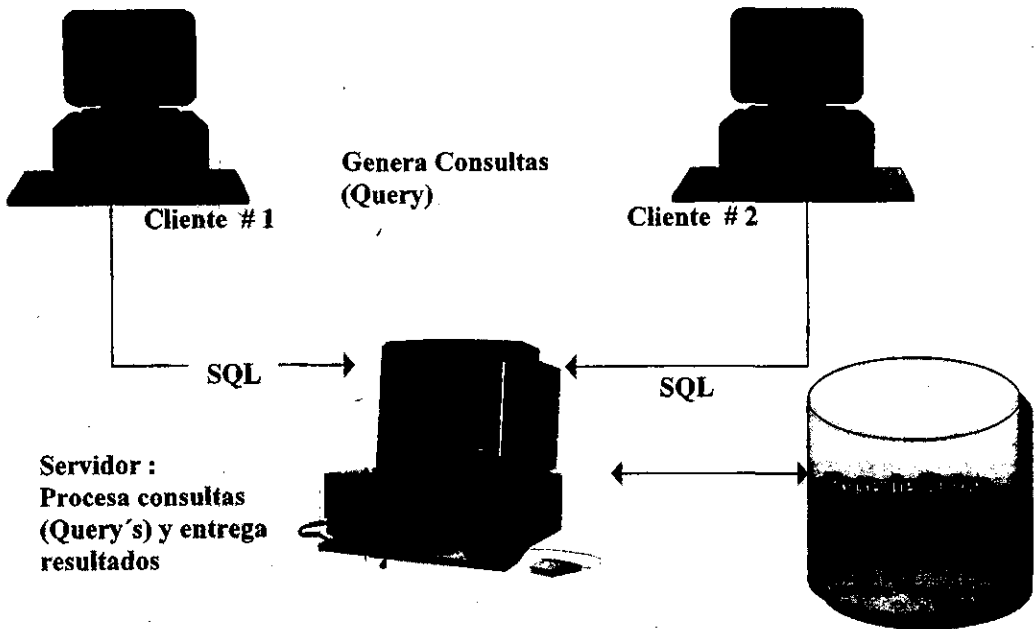 Genera Consultas
(Query)
Cliente # 1
Cliente # 2
SQL
SQL
Servidor :
Procesa consultas
(Query´s) y entrega
resultados